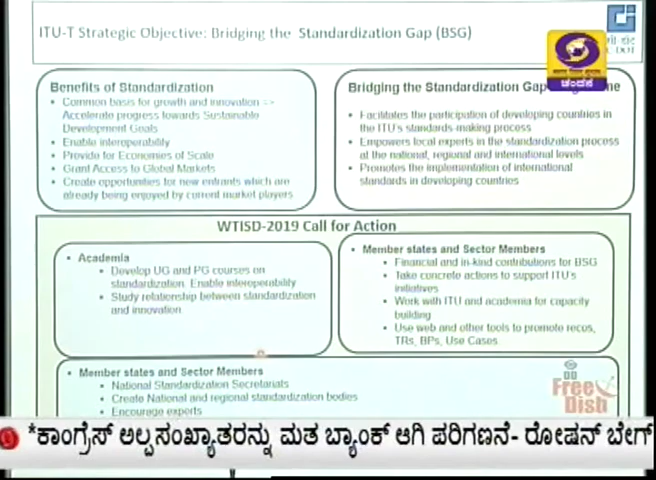 ITU-T Strategic Objective: Bridging the Standardization Gap (BSG)
ಚಂದನ
Benefits of Standardization
• Common basis for growth and innovation =>
Accelerate progress towards Sustainable
Development Goals
• Enable interoperability
• Provide for Economies of Scale
• Grant Access to Global Markets
• Create opportunities for new entrants which are
already being enjoyed by current market players
Bridging the Standardization Gap
• Facilitates the participation of developing countries in
the ITU's standards-making process
• Empowers local experts in the standardization process
at the national, regional and international levels
• Promotes the implementation of international
standards in developing countries
WTISD-2019 Call for Action
• Academia
• Develop UG and PG courses on
standardization. Enable interoperability
• Study relationship between standardization
and innovation
• Member states and Sector Members
• Financial and in-kind contributions for BSG
• Take concrete actions to support ITU's
initiatives
• Work with ITU and academia for capacity
building
• Use web and other tools to promote recos,
TRs, BPs, Use Cases
• Member states and Sector Members
• National Standardization Secretariats
• Create National and regional standardization bodies
• Encourage experts
DD
Free
Dish
*ಕಾಂಗ್ರೆಸ್ ಅಲ್ಪಸಂಖ್ಯಾತರನ್ನು ಮತ ಬ್ಯಾಂಕ್ ಆಗಿ ಪರಿಗಣನೆ- ರೋಷನ್ ಬೇಗ್